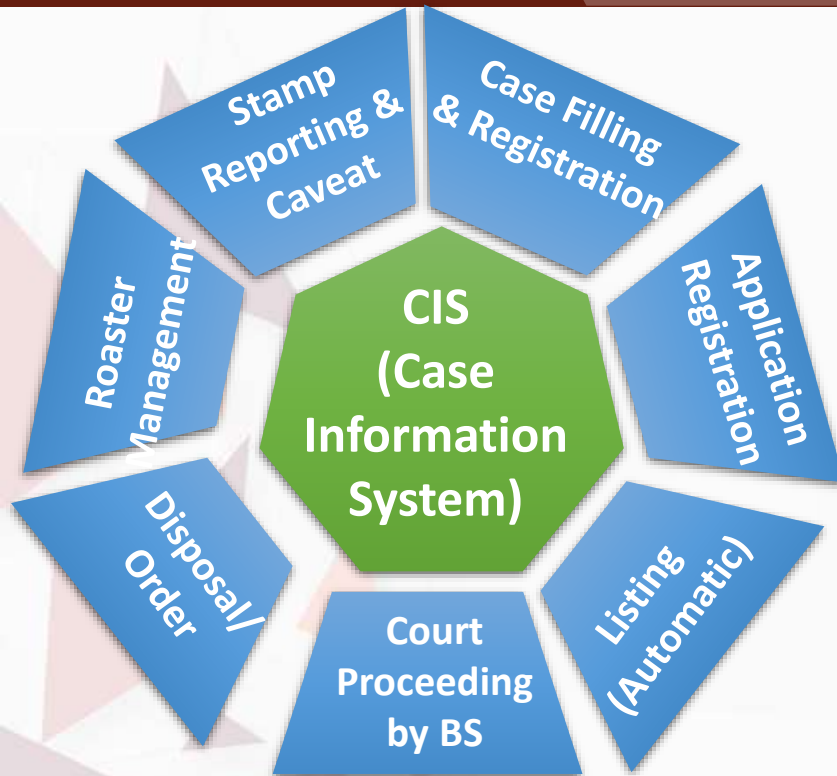 Stamp
Reporting &
Caveat
Case Filling
& Registration
Application
Registration
Listing
(Automatic)
Court
Proceeding
by BS
Disposal/
Order
Roaster
Management
CIS
(Case
Information
System)